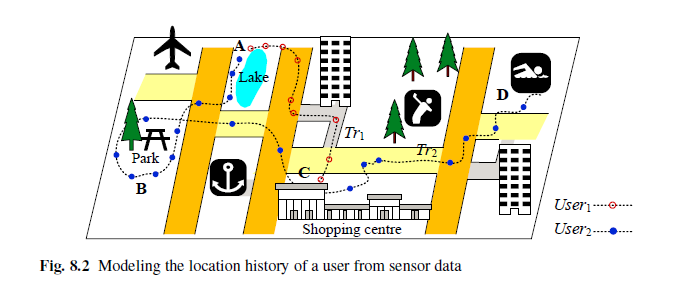 A
Lake
D
Tr1
Tr2
Park
B
C
Shopping centre
User1
User2
Fig. 8.2 Modeling the location history of a user from sensor data